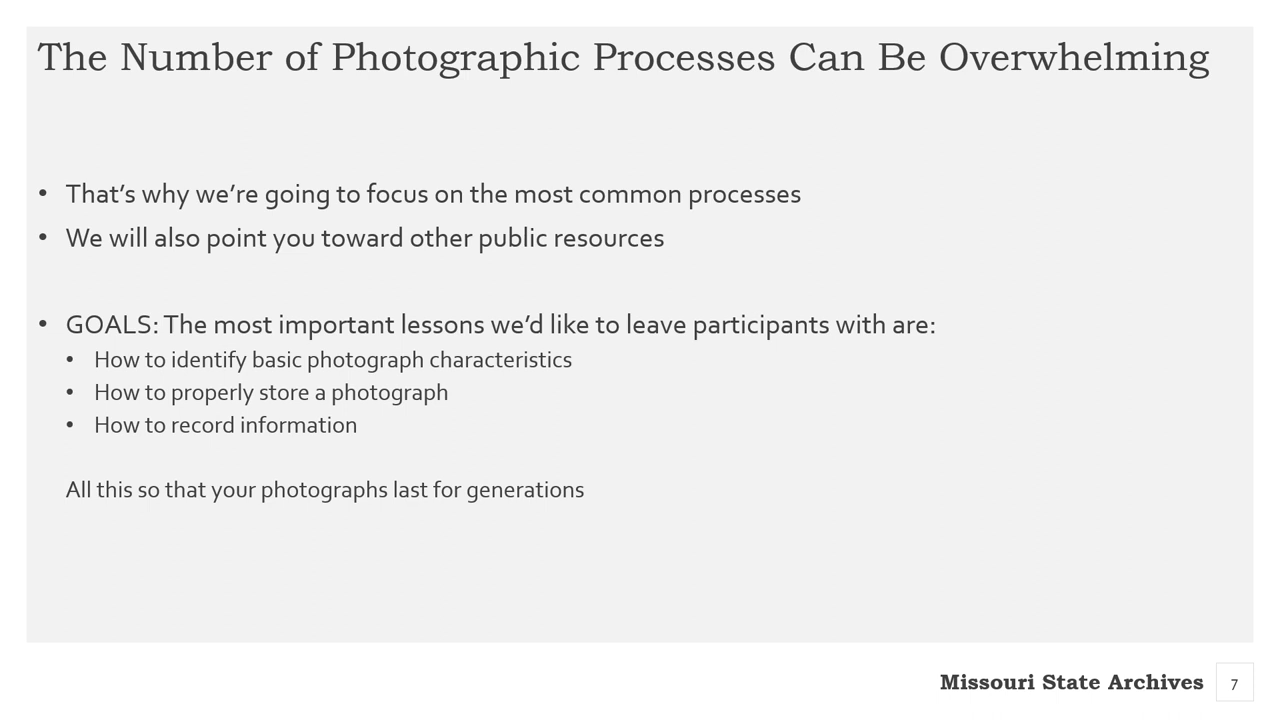 The Number of Photographic Processes Can Be Overwhelming
• That’s why we’re going to focus on the most common processes
• We will also point you toward other public resources
• GOALS: The most important lessons we’d like to leave participants with are:
• How to identify basic photograph characteristics
• How to properly store a photograph
• How to record information
All this so that your photographs last for generations
Missouri State Archives 7